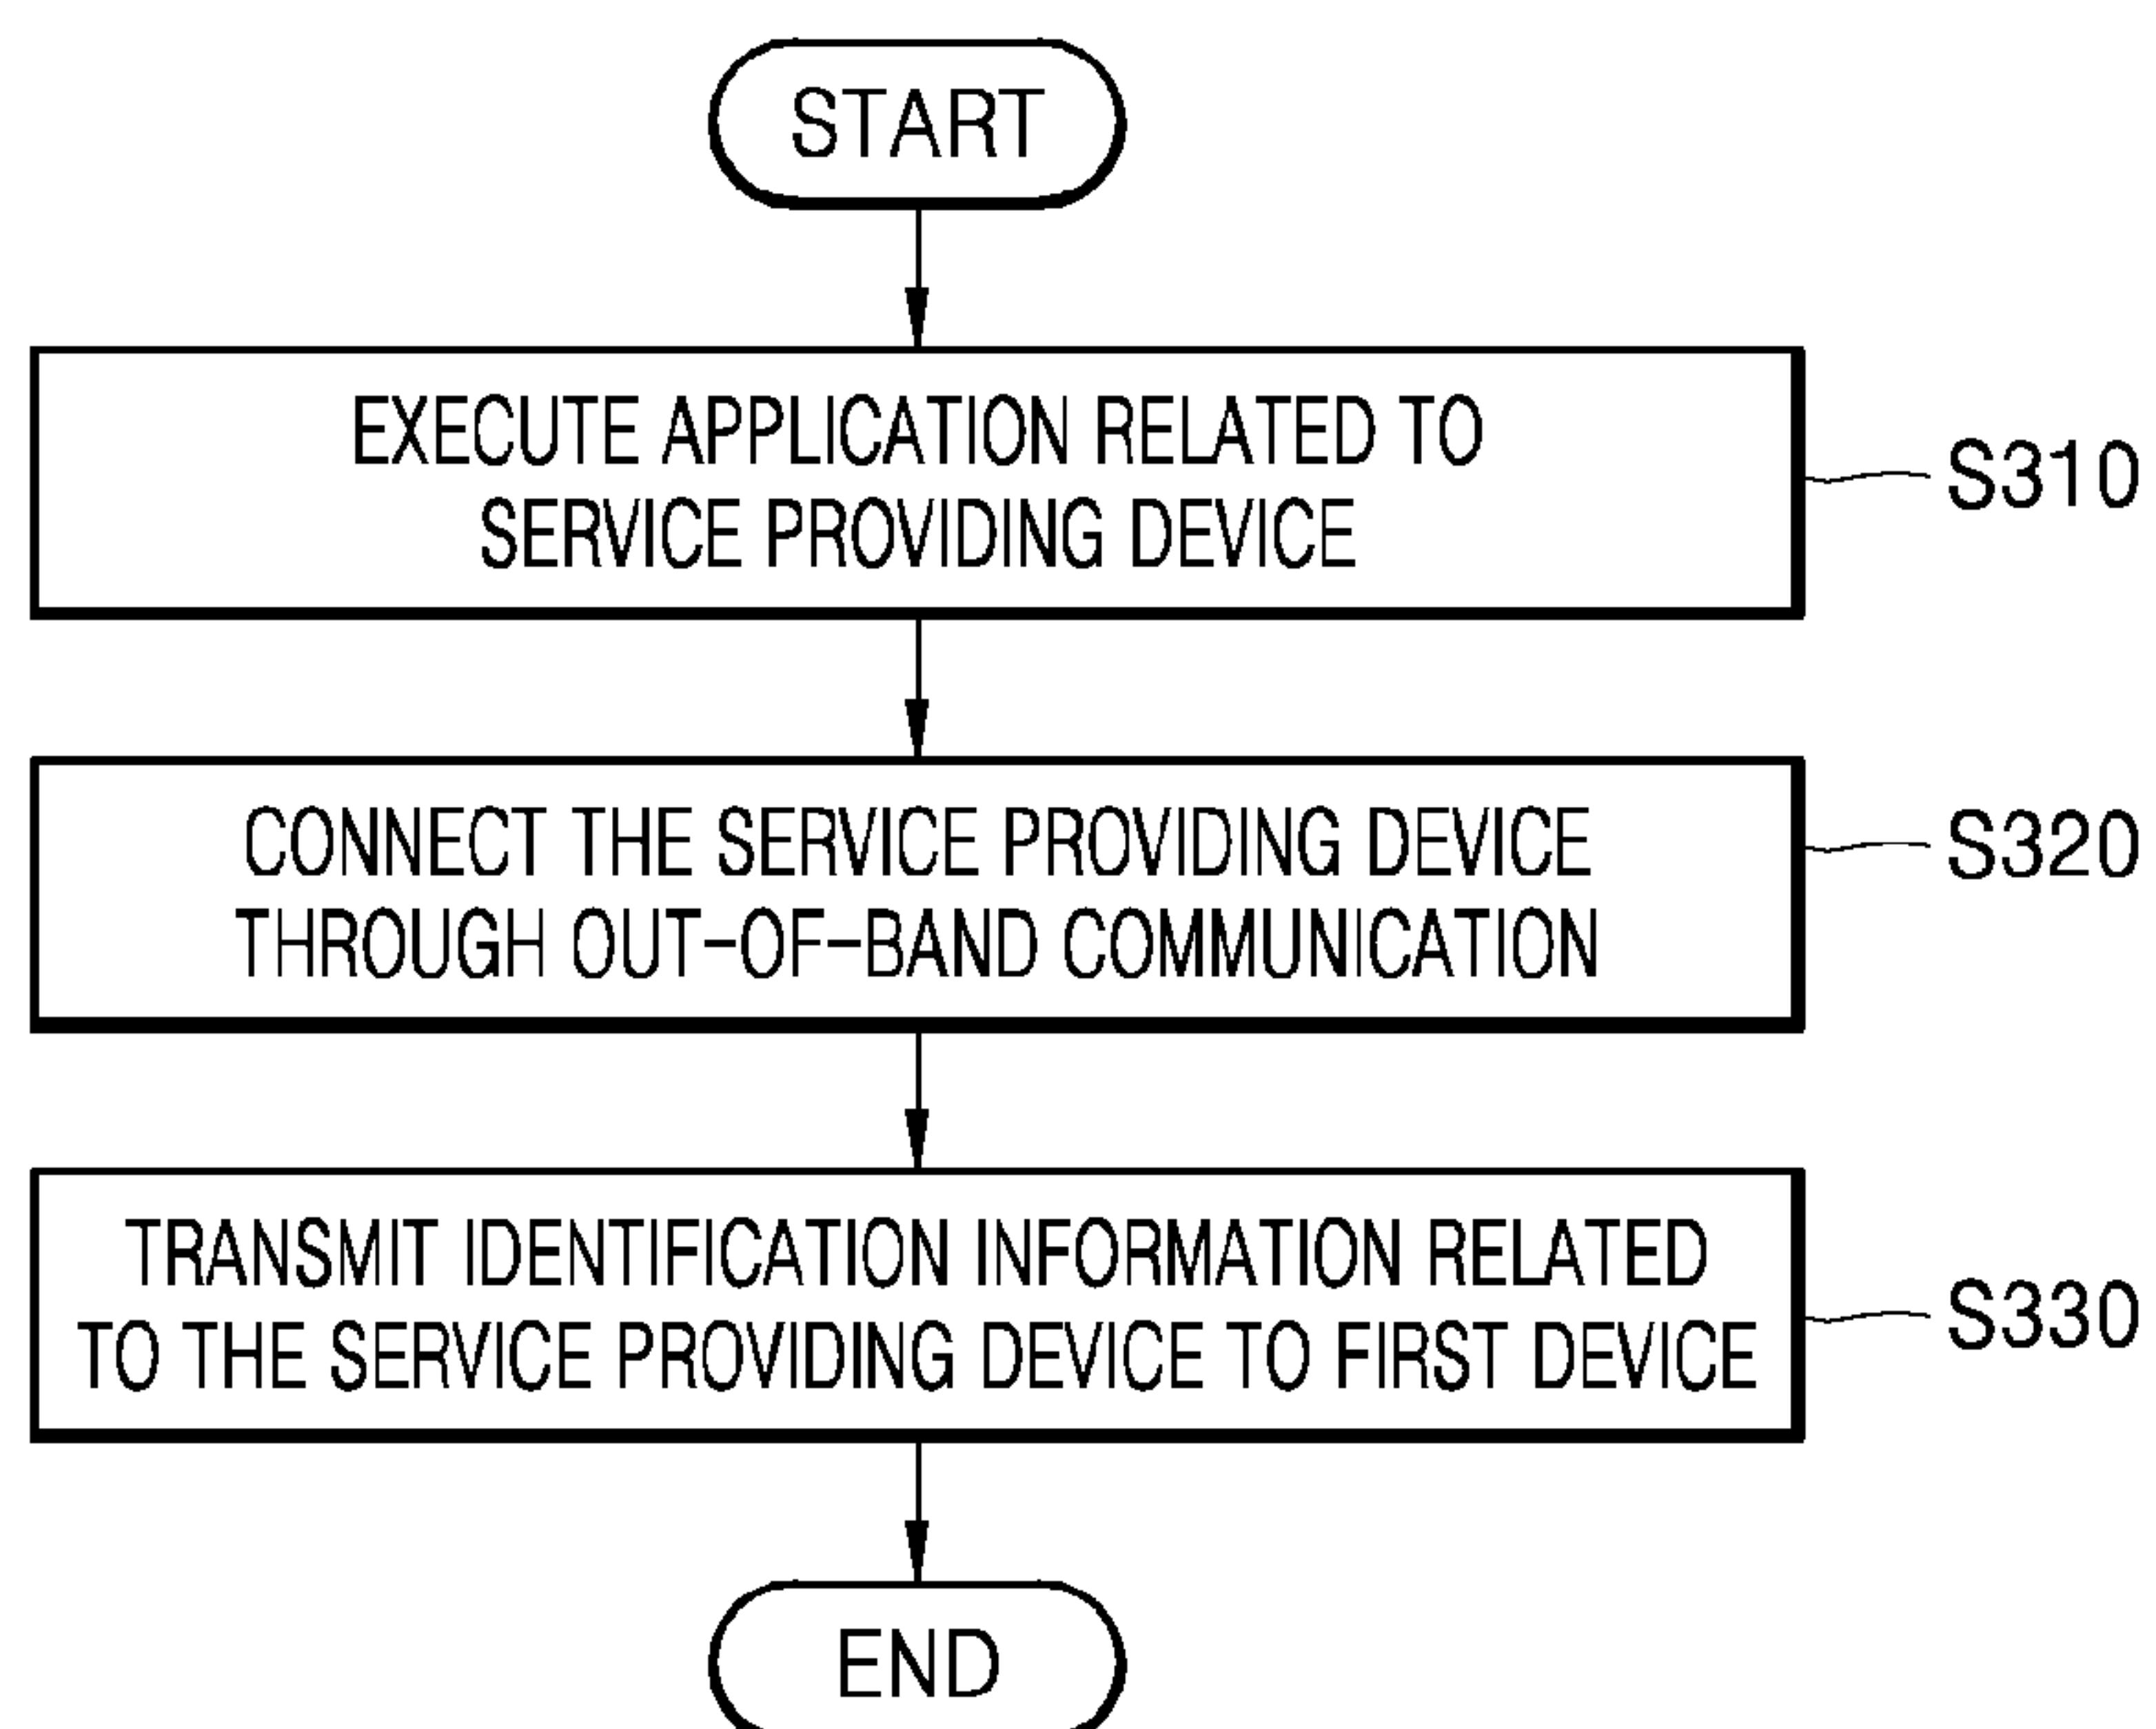 START
EXECUTE APPLICATION RELATED TO
SERVICE PROVIDING DEVICE
S310
CONNECT THE SERVICE PROVIDING DEVICE
THROUGH OUT-OF-BAND COMMUNICATION
S320
TRANSMIT IDENTIFICATION INFORMATION RELATED
TO THE SERVICE PROVIDING DEVICE TO FIRST DEVICE
S330
END